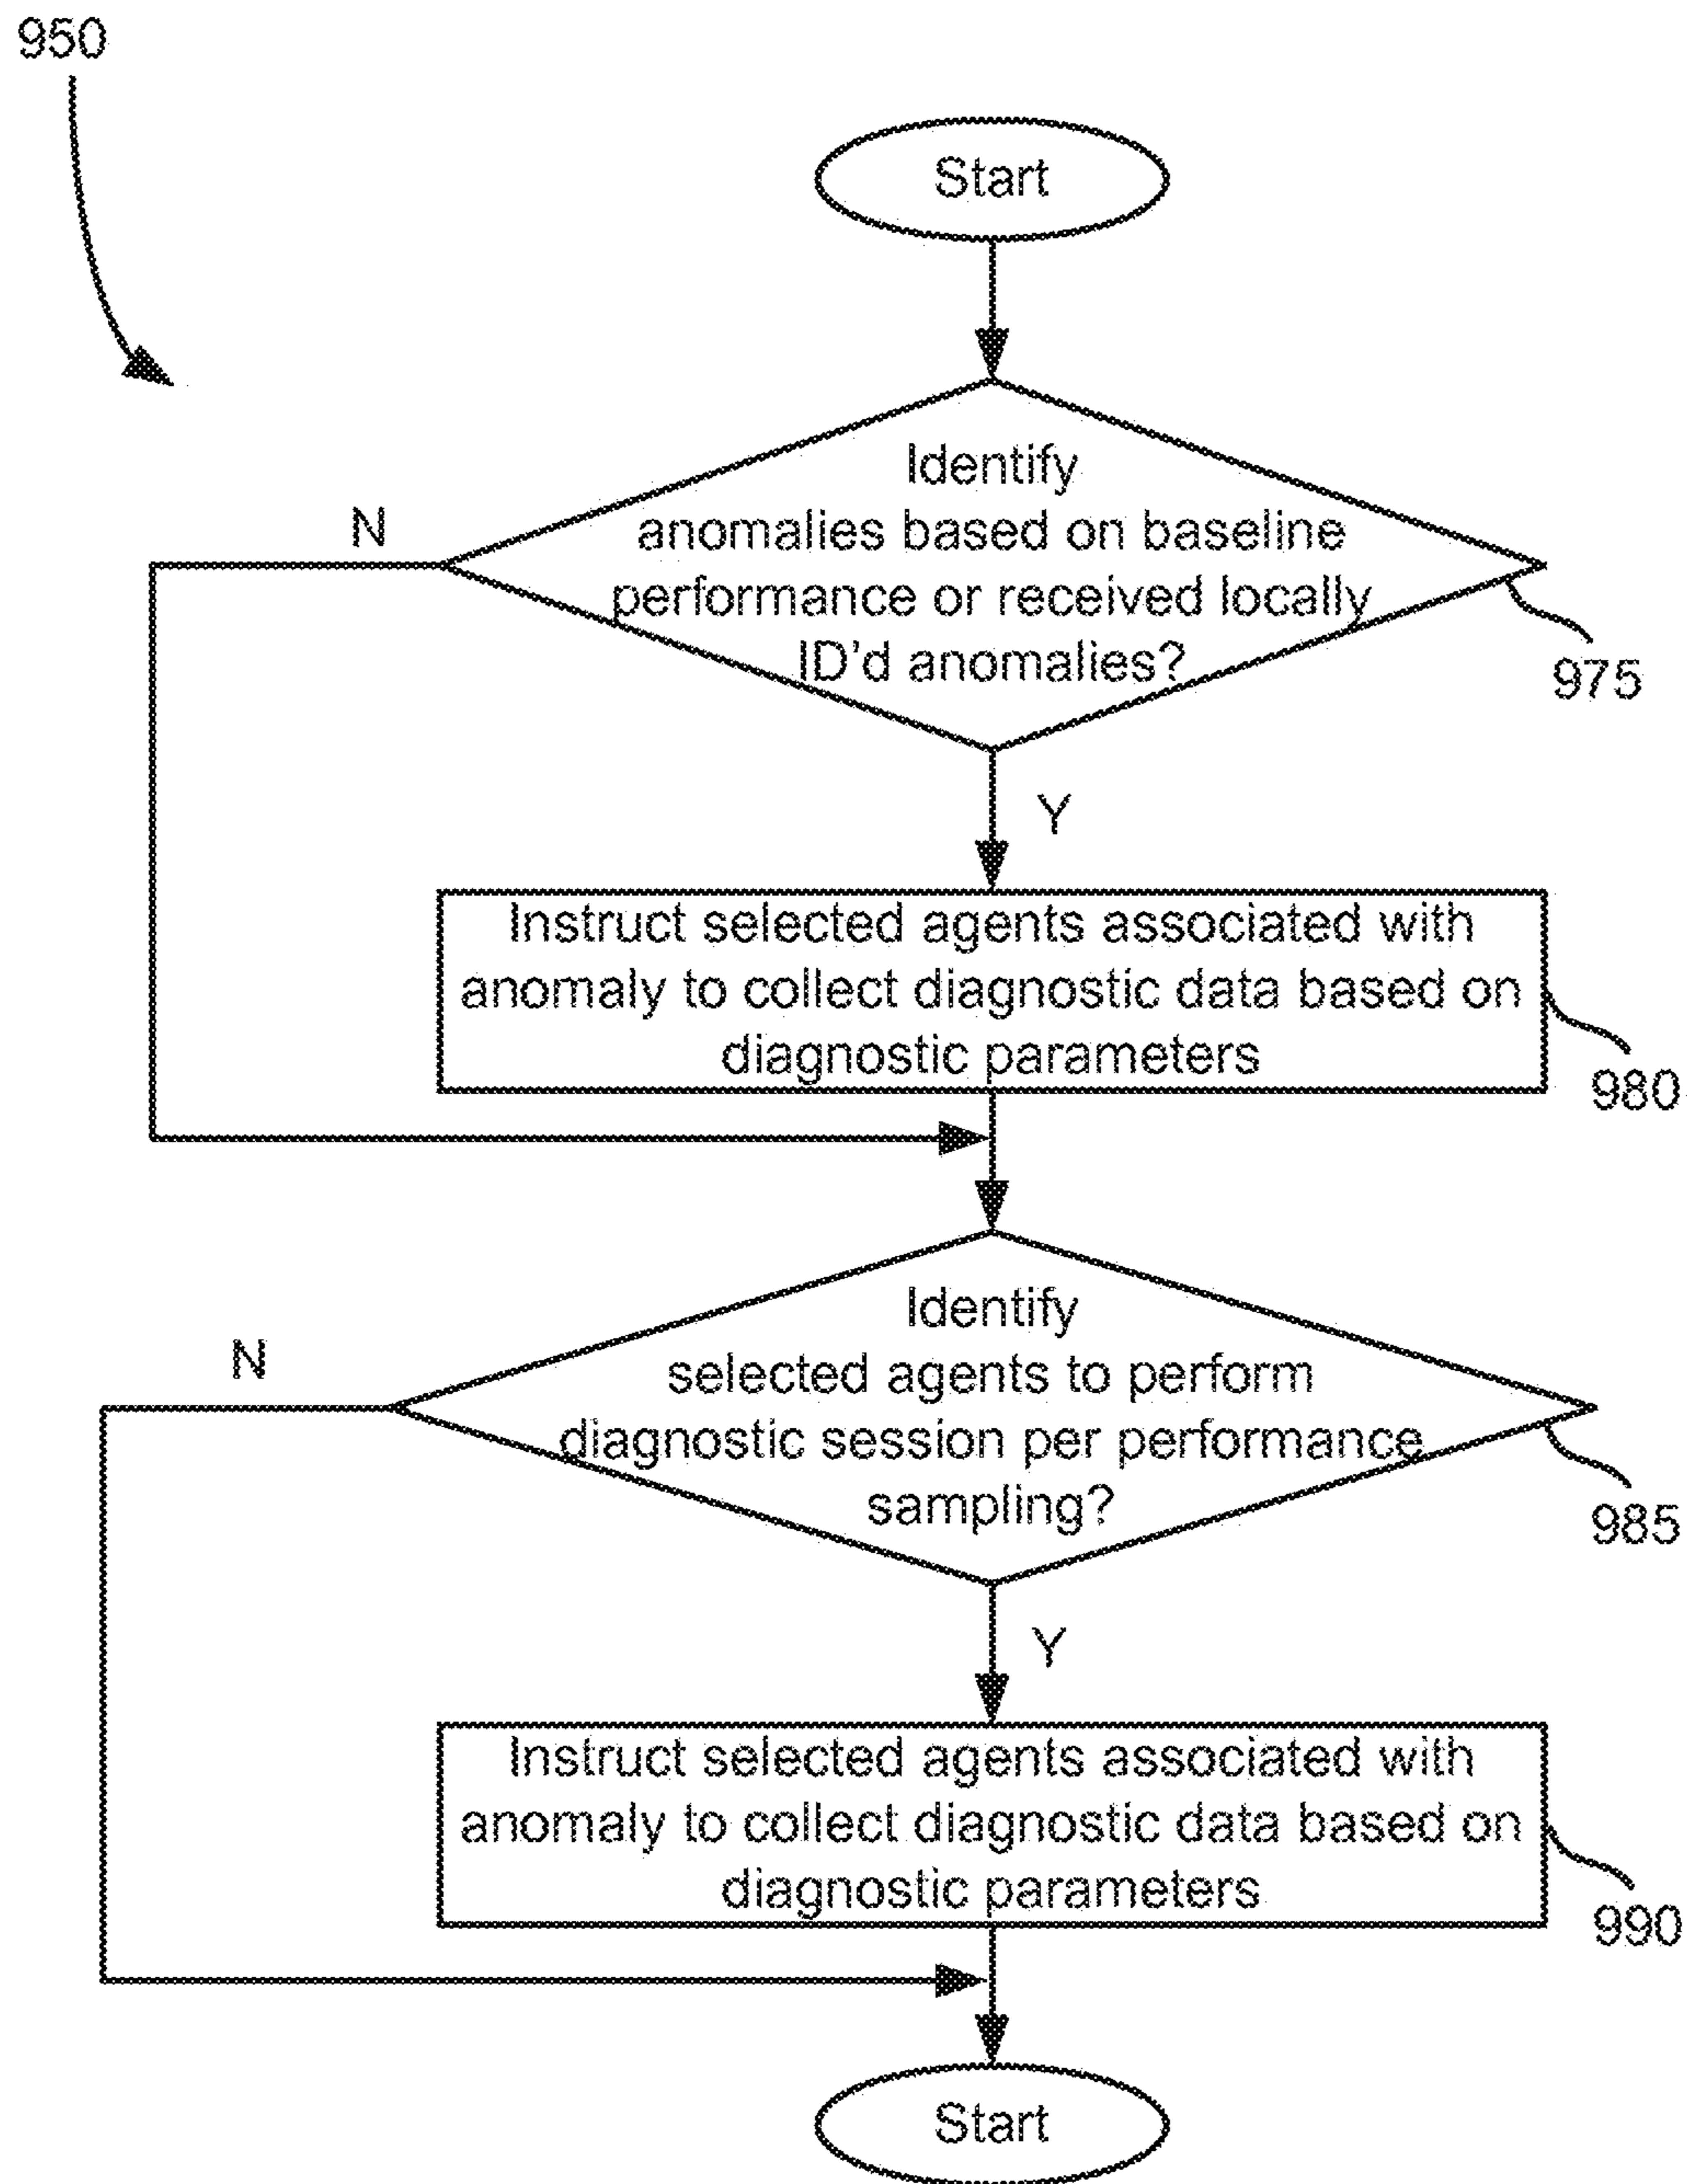 950
Start
Identify
anomalies based on baseline
performance or received locally
ID'd anomalies?
N
975
Y
Instruct selected agents associated with
anomaly to collect diagnostic data based on
diagnostic parameters
980
Identify
selected agents to perform
diagnostic session per performance
sampling?
N
985
Y
Instruct selected agents associated with
anomaly to collect diagnostic data based on
diagnostic parameters
990
Start